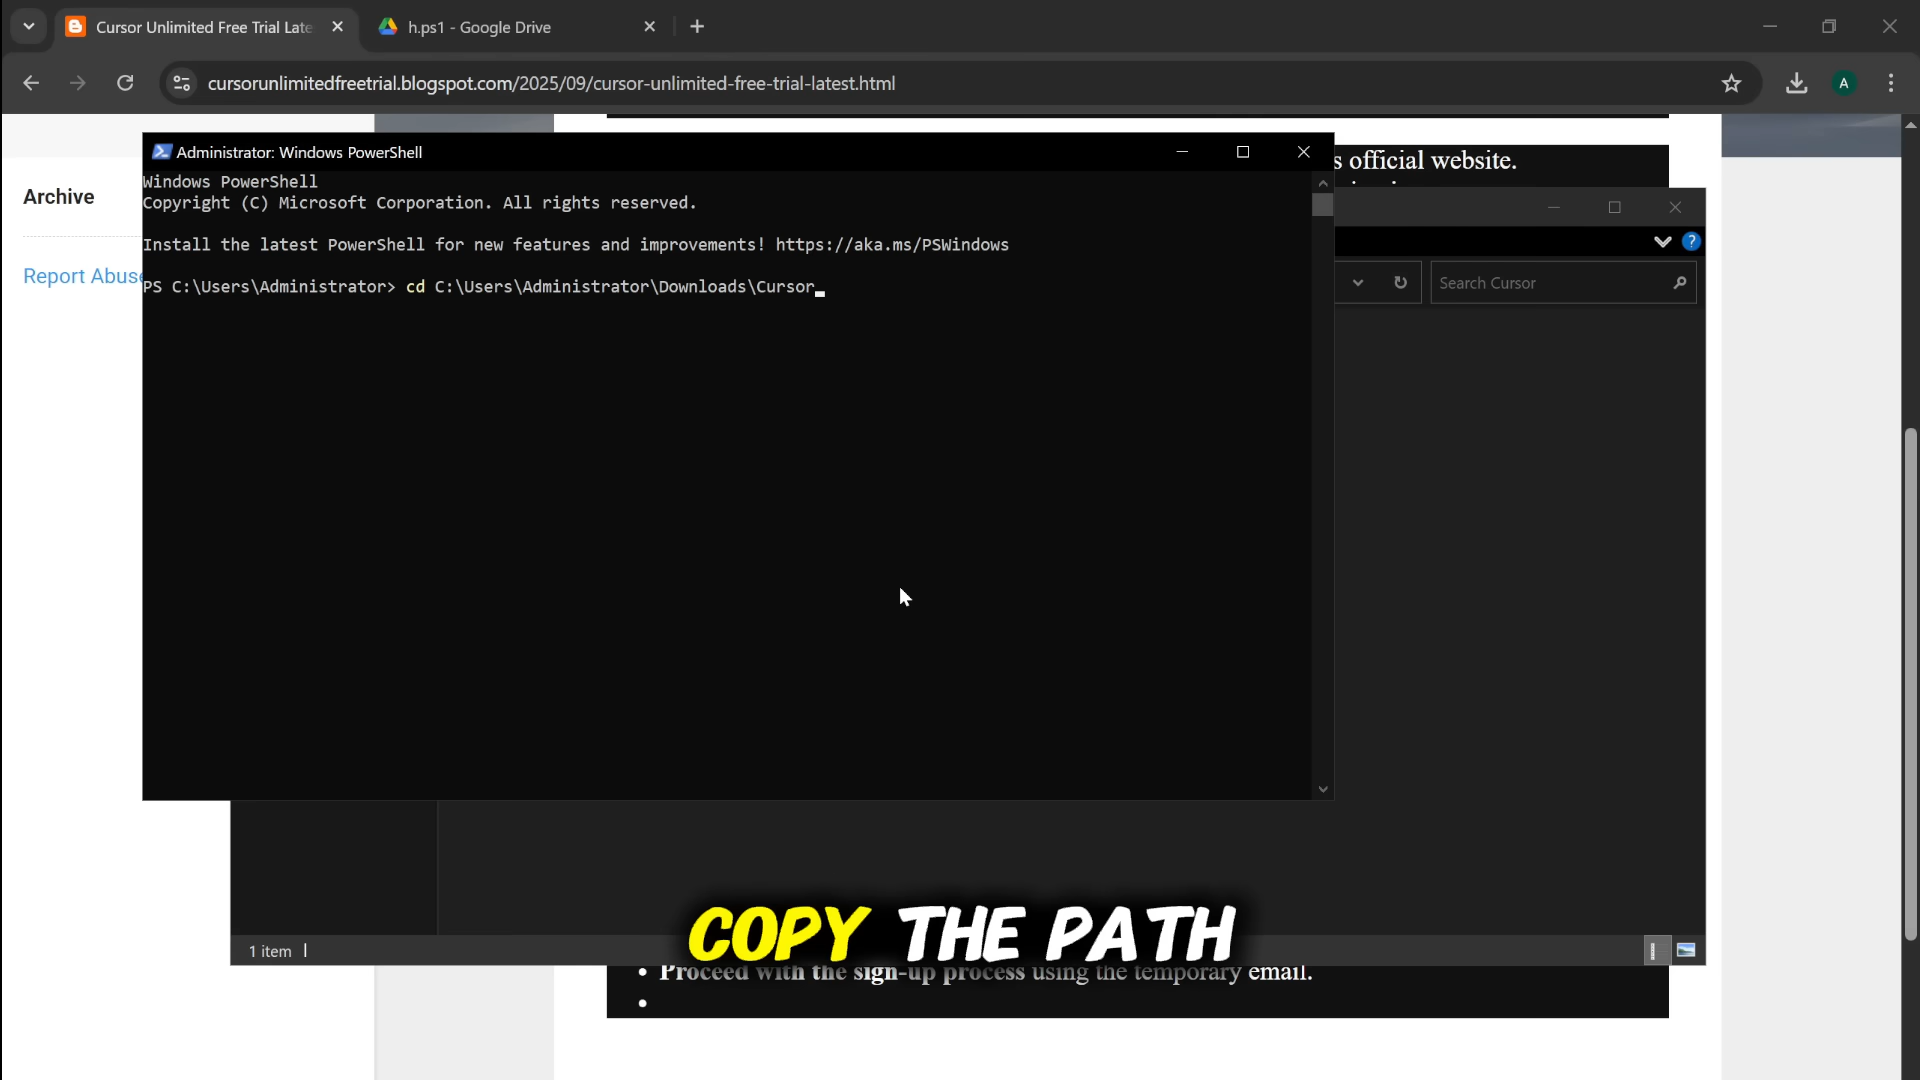 Cursor Unlimited Free Trial Late
h.ps1 - Google Drive
cursorunlimitedfreetrial.blogspot.com/2025/09/cursor-unlimited-free-trial-latest.html
A
Administrator: Windows PowerShell
s official website.
Windows PowerShell
Copyright (C) Microsoft Corporation. All rights reserved.
Archive
Install the latest PowerShell for new features and improvements! https://aka.ms/PSWindows
Report Abuse
PS C:\Users\Administrator> cd C:\Users\Administrator\Downloads\Cursor
Search Cursor
COPY THE PATH
1 item
Proceed with the sign-up process using the temporary email.